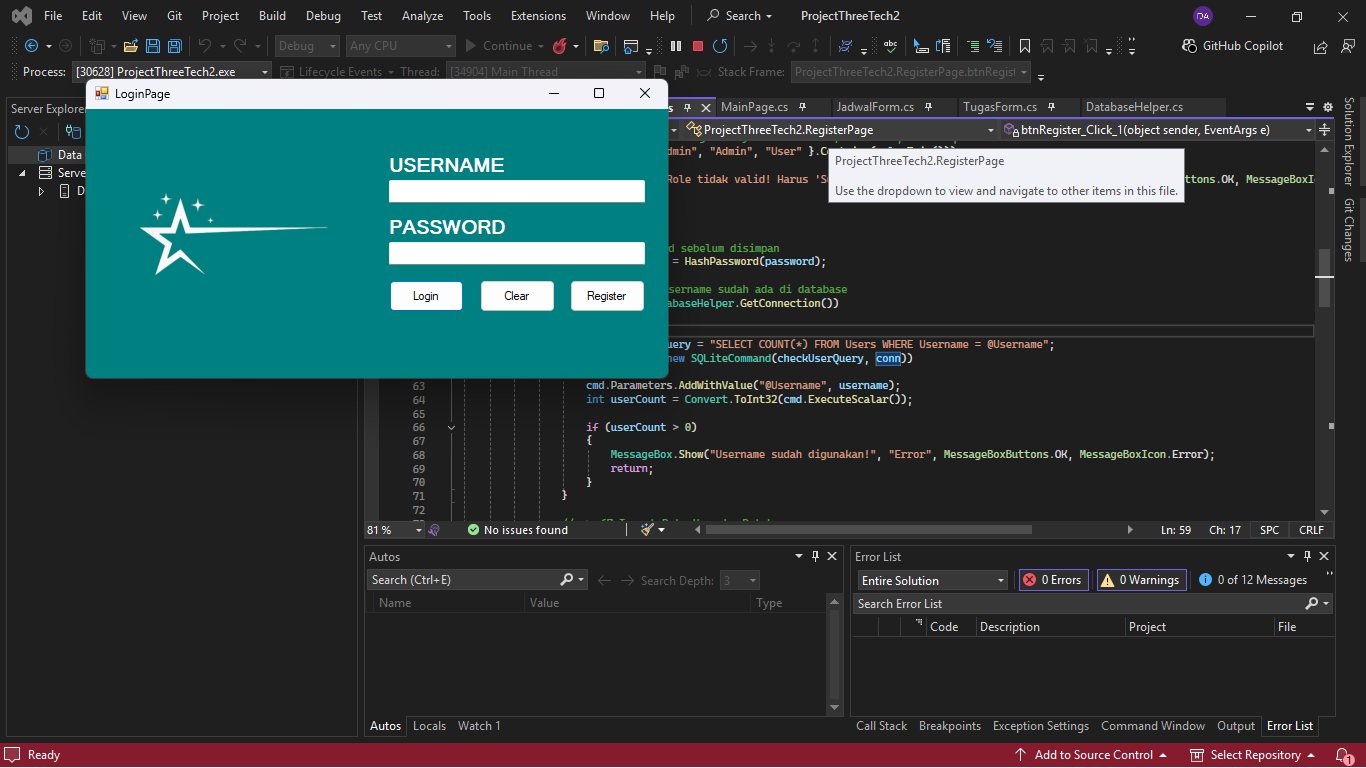 File Edit View Git Project Build Debug Test Analyze Tools Extensions Window Help Search ProjectThreeTech2 DA
Debug Any CPU Continue GitHub Copilot
Process: [30628] ProjectThreeTech2.exe Lifecycle Events Thread: [34904] Main Thread Stack Frame: ProjectThreeTech2.RegisterPage.btnRegist
LoginPage
USERNAME
PASSWORD
Login Clear Register
Server Explore
Data
Serve
D
MainPage.cs JadwalForm.cs TugasForm.cs DatabaseHelper.cs
ProjectThreeTech2.RegisterPage btnRegister_Click_1(object sender, EventArgs e)
ProjectThreeTech2.RegisterPage
Use the dropdown to view and navigate to other items in this file.
dmin", "Admin", "User" }
Role tidak valid! Harus 'S
ttons.OK, MessageBoxI
d sebelum disimpan
= HashPassword(password);
sername sudah ada di database
abaseHelper.GetConnection())
uery = "SELECT COUNT(*) FROM Users WHERE Username = @Username";
new SQLiteCommand(checkUserQuery, conn))
63 cmd.Parameters.AddWithValue("@Username", username);
64 int userCount = Convert.ToInt32(cmd.ExecuteScalar());
65
66 if (userCount > 0)
67 {
68 MessageBox.Show("Username sudah digunakan!", "Error", MessageBoxButtons.OK, MessageBoxIcon.Error);
69 return;
70 }
71 }
72
81 % No issues found Ln: 59 Ch: 17 SPC CRLF
Solution Explorer
Git Changes
Autos
Search (Ctrl+E) Search Depth: 3
Name Value Type
Autos Locals Watch 1
Error List
Entire Solution 0 Errors 0 Warnings 0 of 12 Messages
Search Error List
Code Description Project File
Call Stack Breakpoints Exception Settings Command Window Output Error List
Ready Add to Source Control Select Repository 1